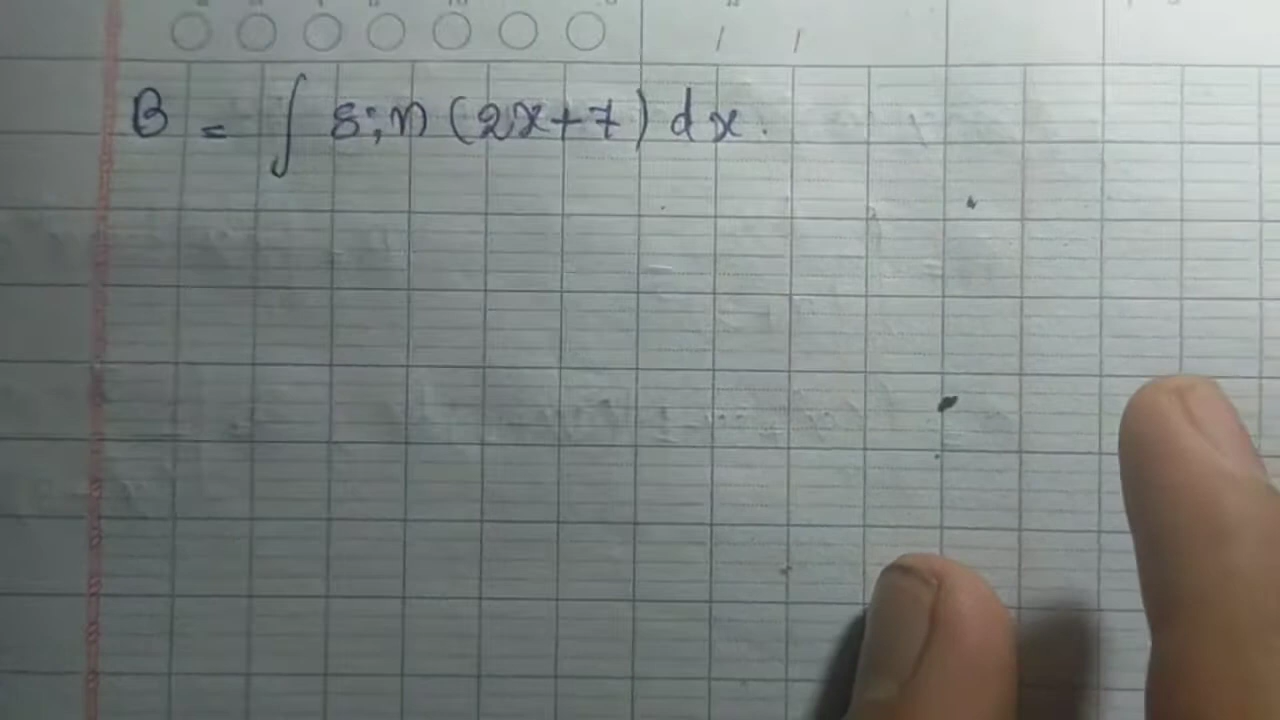 B = ∫ sin (2x+7) dx.